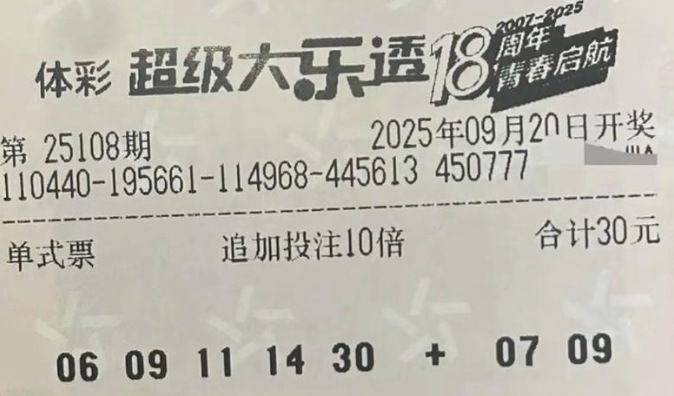 体彩 超级大乐透 18 2007-2025
周年
青春启航
第 25108期 2025年09月20日开奖
110440-195661-114968-445613 450777
单式票 追加投注10倍 合计30元
06 09 11 14 30 + 07 09